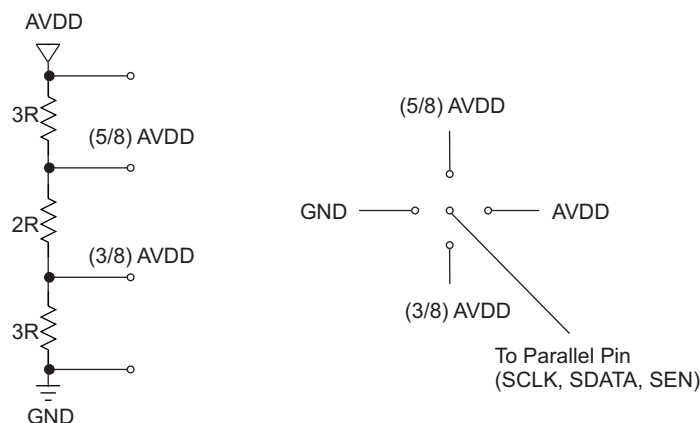 AVDD
3R
(5/8) AVDD
2R
(3/8) AVDD
3R
GND
(5/8) AVDD
GND
AVDD
(3/8) AVDD
To Parallel Pin
(SCLK, SDATA, SEN)